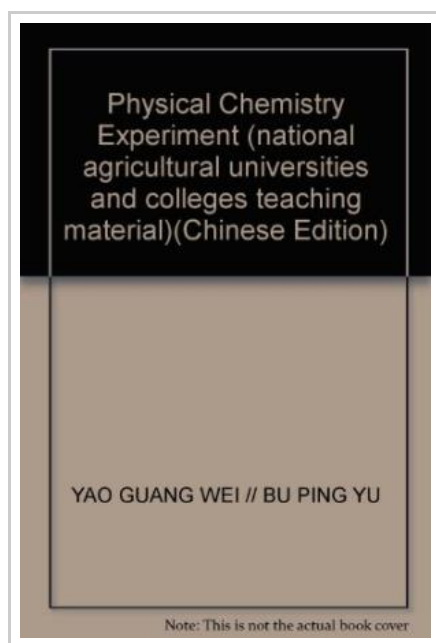 Physical Chemistry
Experiment (national
agricultural universities
and colleges teaching
material)(Chinese Edition)
YAO GUANG WEI // BU PING YU
Note: This is not the actual book cover